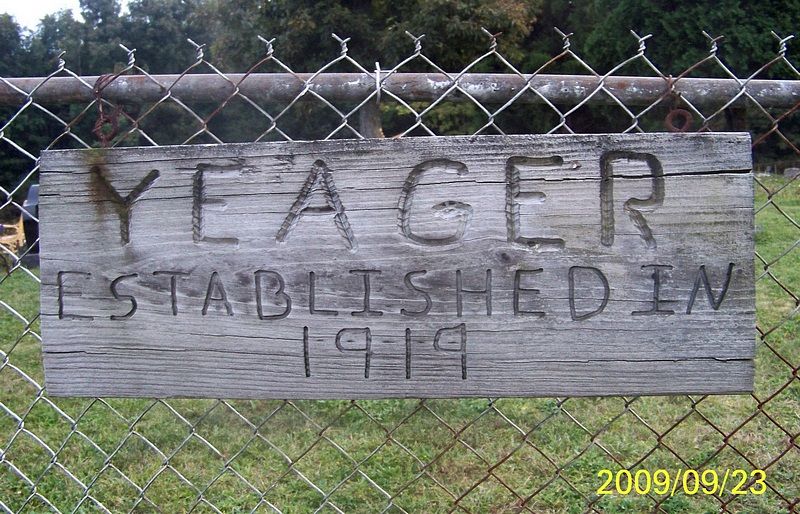 YEAGER
ESTABLISHED IN
1919
2009/09/23